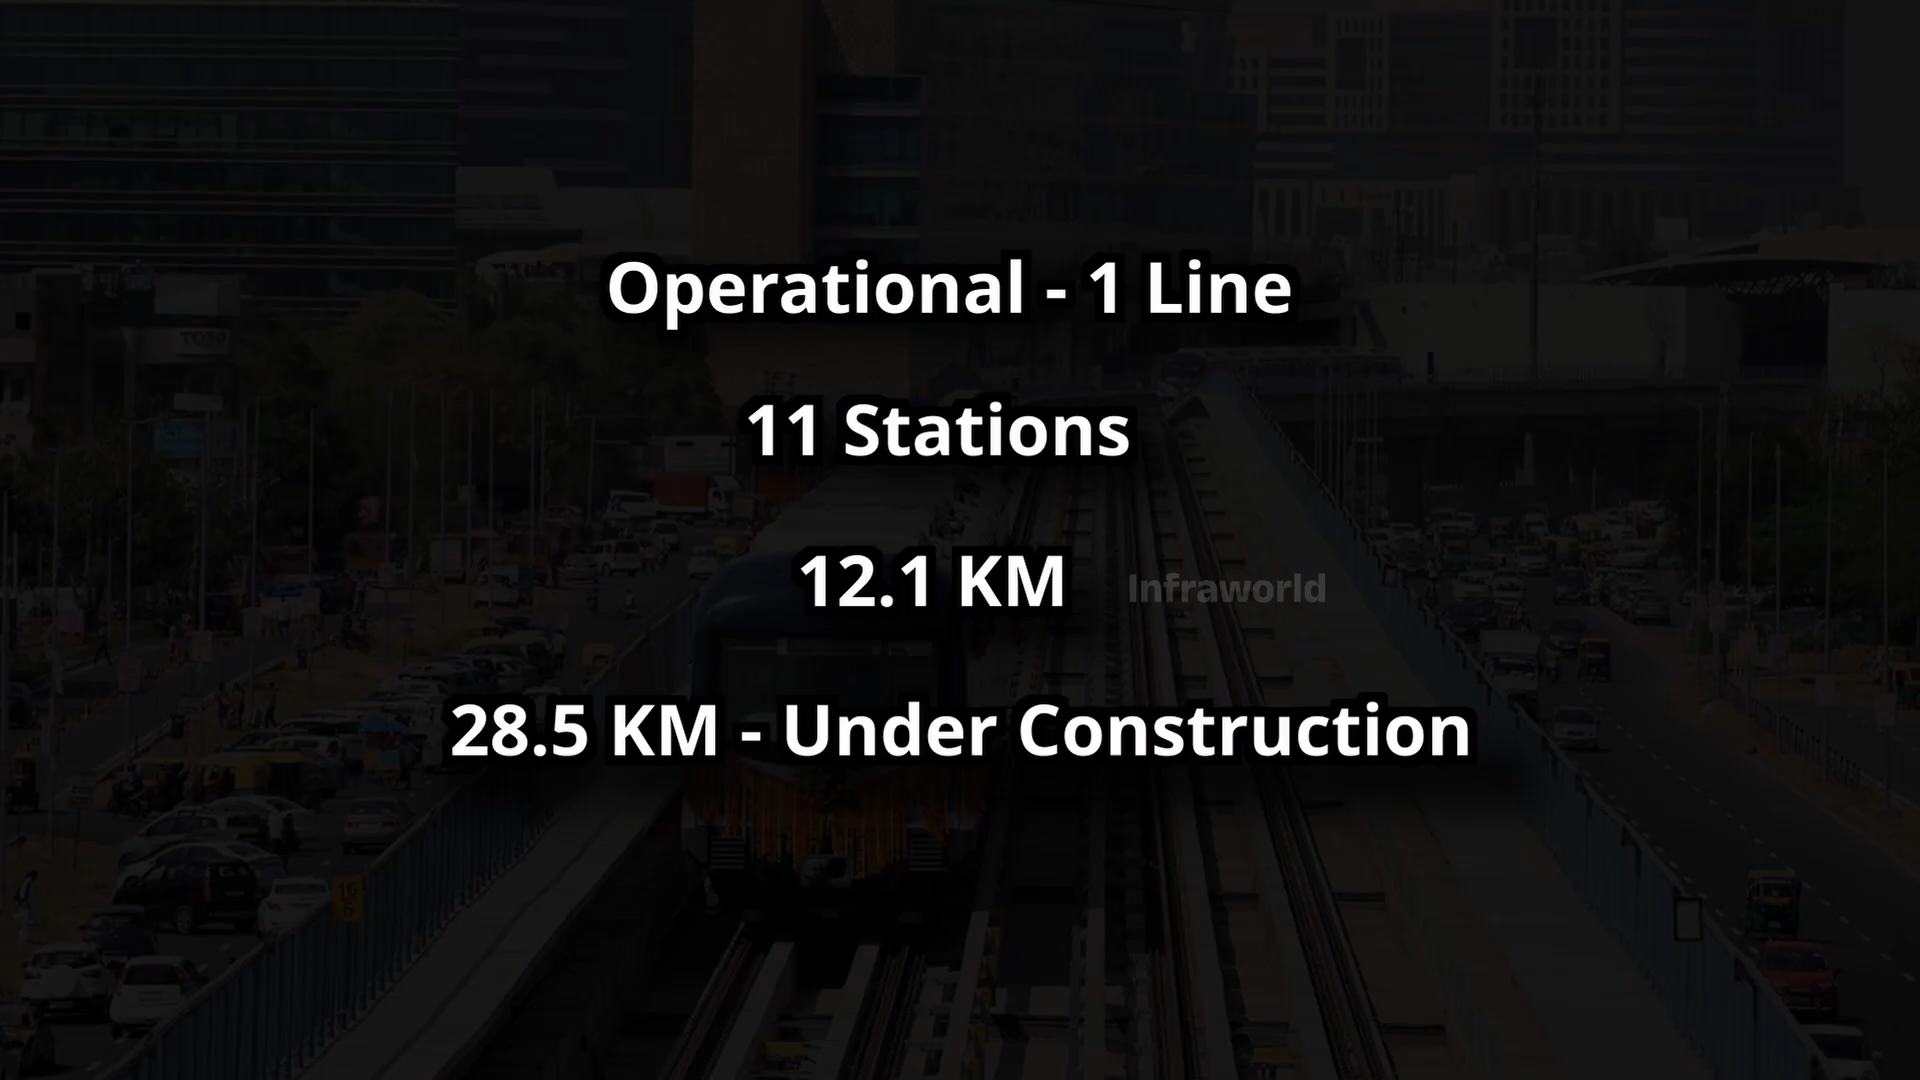 Operational - 1 Line
11 Stations
12.1 KM
Infraworld
28.5 KM - Under Construction